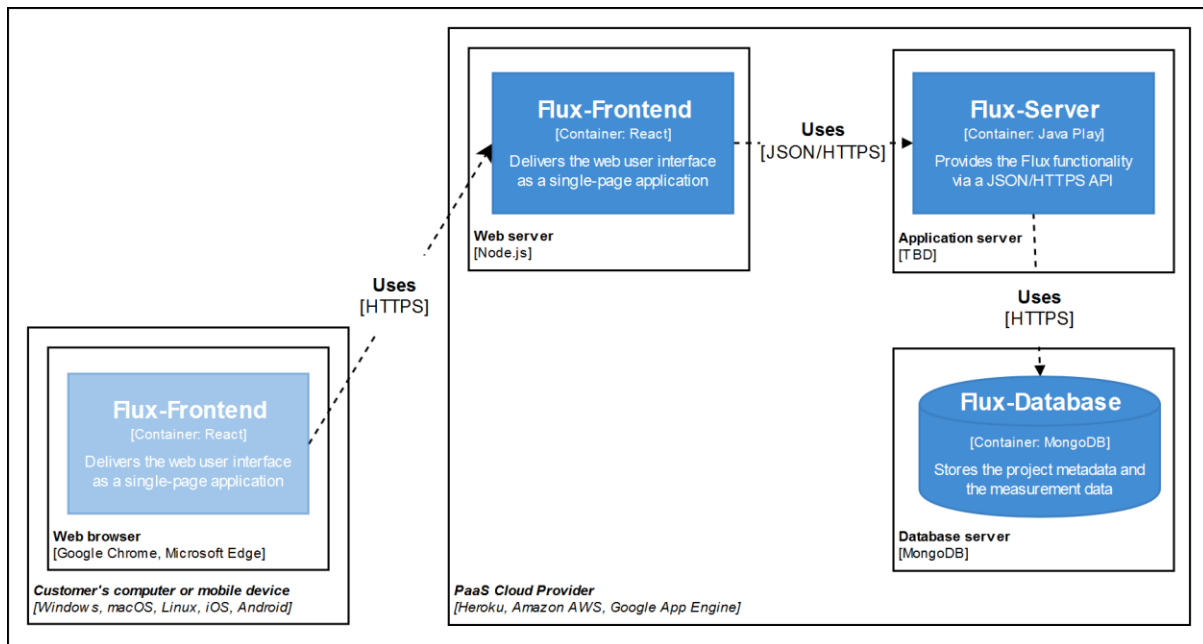 Flux-Frontend
[Container: React]
Delivers the web user interface
as a single-page application
Web server
[Node.js]
Uses
[JSON/HTTPS]
Flux-Server
[Container: Java Play]
Provides the Flux functionality
via a JSON/HTTPS API
Application server
[TBD]
Uses
[HTTPS]
Uses
[HTTPS]
Flux-Frontend
[Container: React]
Delivers the web user interface
as a single-page application
Web browser
[Google Chrome, Microsoft Edge]
Customer's computer or mobile device
[Windows, macOS, Linux, iOS, Android]
Flux-Database
[Container: MongoDB]
Stores the project metadata and
the measurement data
Database server
[MongoDB]
PaaS Cloud Provider
[Heroku, Amazon AWS, Google App Engine]